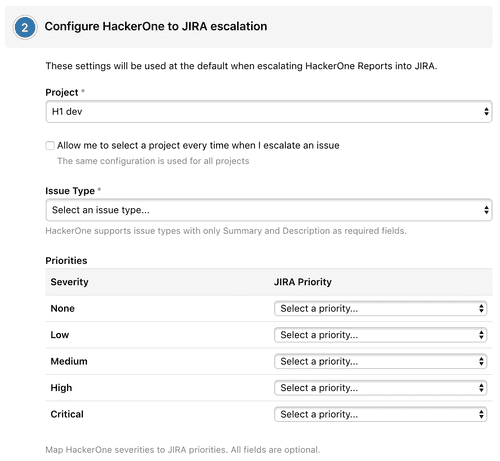 2 Configure HackerOne to JIRA escalation
These settings will be used at the default when escalating HackerOne Reports into JIRA.
Project *
H1 dev
Allow me to select a project every time when I escalate an issue
The same configuration is used for all projects
Issue Type *
Select an issue type...
HackerOne supports issue types with only Summary and Description as required fields.
Priorities
Severity JIRA Priority
None Select a priority...
Low Select a priority...
Medium Select a priority...
High Select a priority...
Critical Select a priority...
Map HackerOne severities to JIRA priorities. All fields are optional.